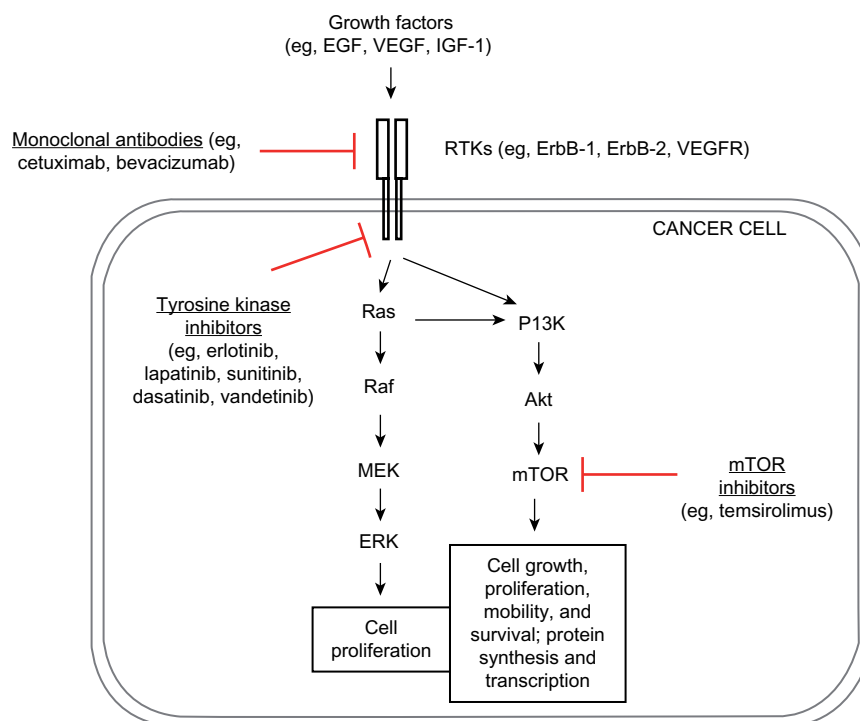 Growth factors
(eg, EGF, VEGF, IGF-1)
Monoclonal antibodies (eg,
cetuximab, bevacizumab)
RTKs (eg, ErbB-1, ErbB-2, VEGFR)
CANCER CELL
Tyrosine kinase
inhibitors
(eg, erlotinib,
lapatinib, sunitinib,
dasatinib, vandetinib)
Ras
P13K
Raf
Akt
MEK
mTOR
mTOR
inhibitors
(eg, temsirolimus)
ERK
Cell
proliferation
Cell growth,
proliferation,
mobility, and
survival; protein
synthesis and
transcription